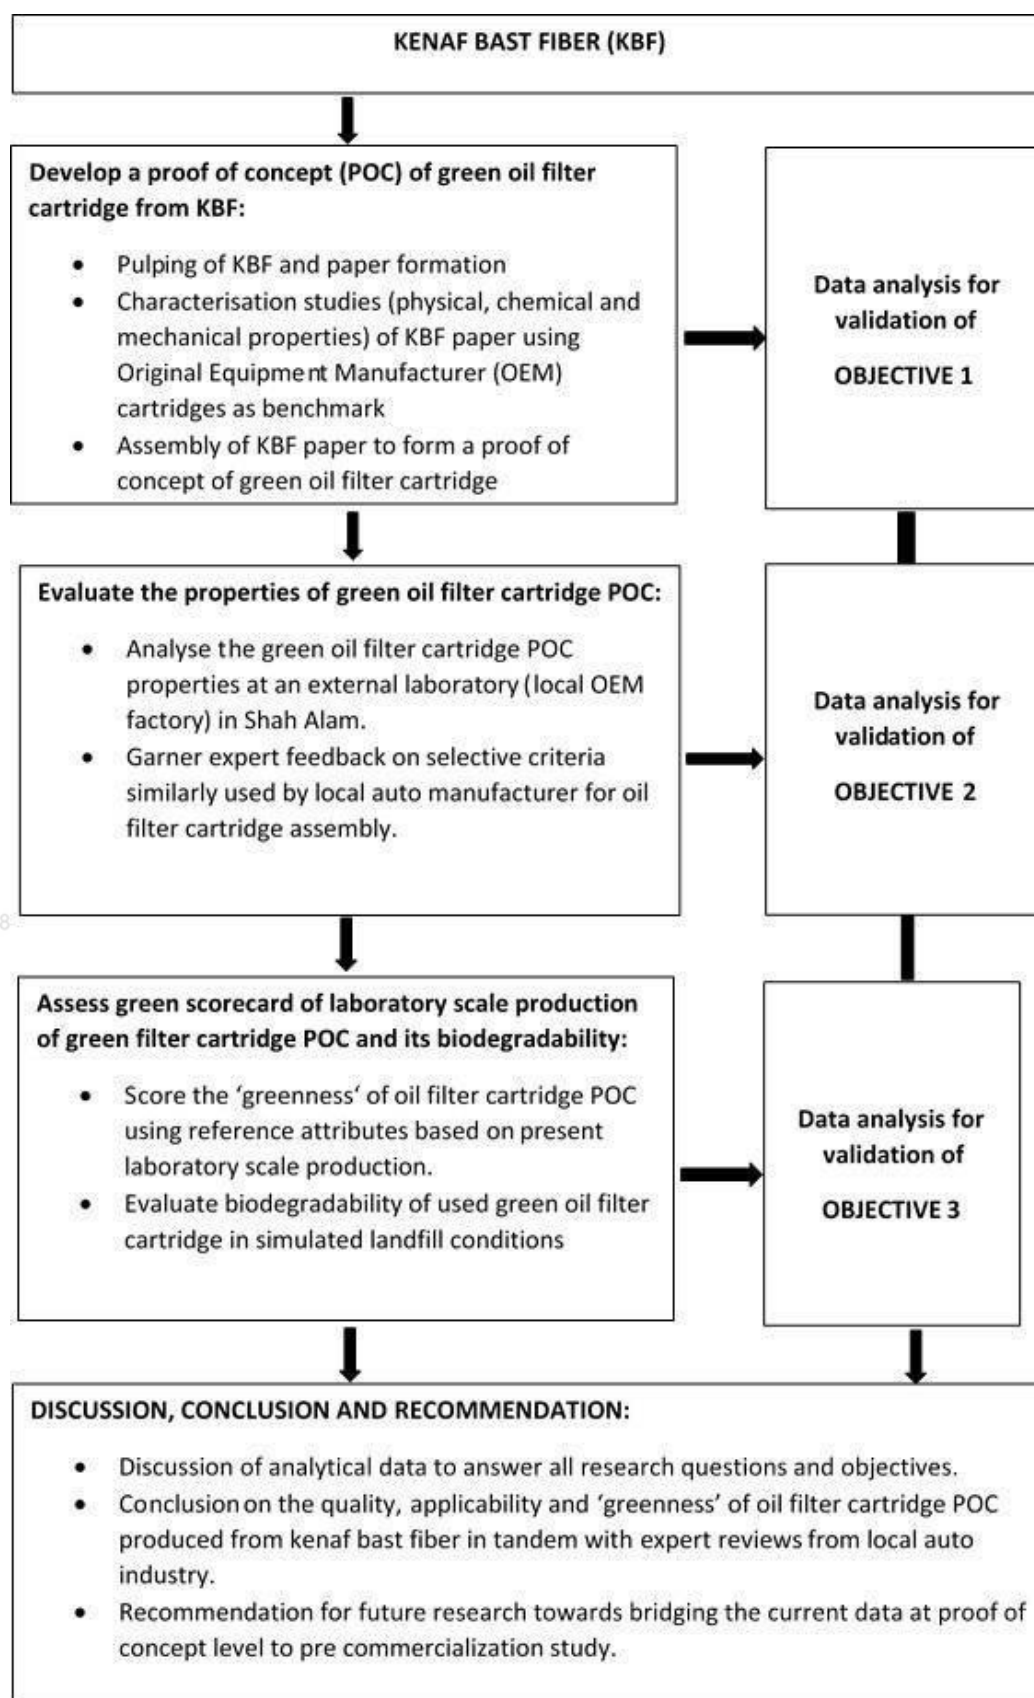 KENAF BAST FIBER (KBF)
Develop a proof of concept (POC) of green oil filter
cartridge from KBF:
• Pulping of KBF and paper formation
• Characterisation studies (physical, chemical and
mechanical properties) of KBF paper using
Original Equipment Manufacturer (OEM)
cartridges as benchmark
• Assembly of KBF paper to form a proof of
concept of green oil filter cartridge
Data analysis for
validation of
OBJECTIVE 1
Evaluate the properties of green oil filter cartridge POC:
• Analyse the green oil filter cartridge POC
properties at an external laboratory (local OEM
factory) in Shah Alam.
• Garner expert feedback on selective criteria
similarly used by local auto manufacturer for oil
filter cartridge assembly.
Data analysis for
validation of
OBJECTIVE 2
8
Assess green scorecard of laboratory scale production
of green filter cartridge POC and its biodegradability:
• Score the ‘greenness‘ of oil filter cartridge POC
using reference attributes based on present
laboratory scale production.
• Evaluate biodegradability of used green oil filter
cartridge in simulated landfill conditions
Data analysis for
validation of
OBJECTIVE 3
DISCUSSION, CONCLUSION AND RECOMMENDATION:
• Discussion of analytical data to answer all research questions and objectives.
• Conclusion on the quality, applicability and ‘greenness’ of oil filter cartridge POC
produced from kenaf bast fiber in tandem with expert reviews from local auto
industry.
• Recommendation for future research towards bridging the current data at proof of
concept level to pre commercialization study.